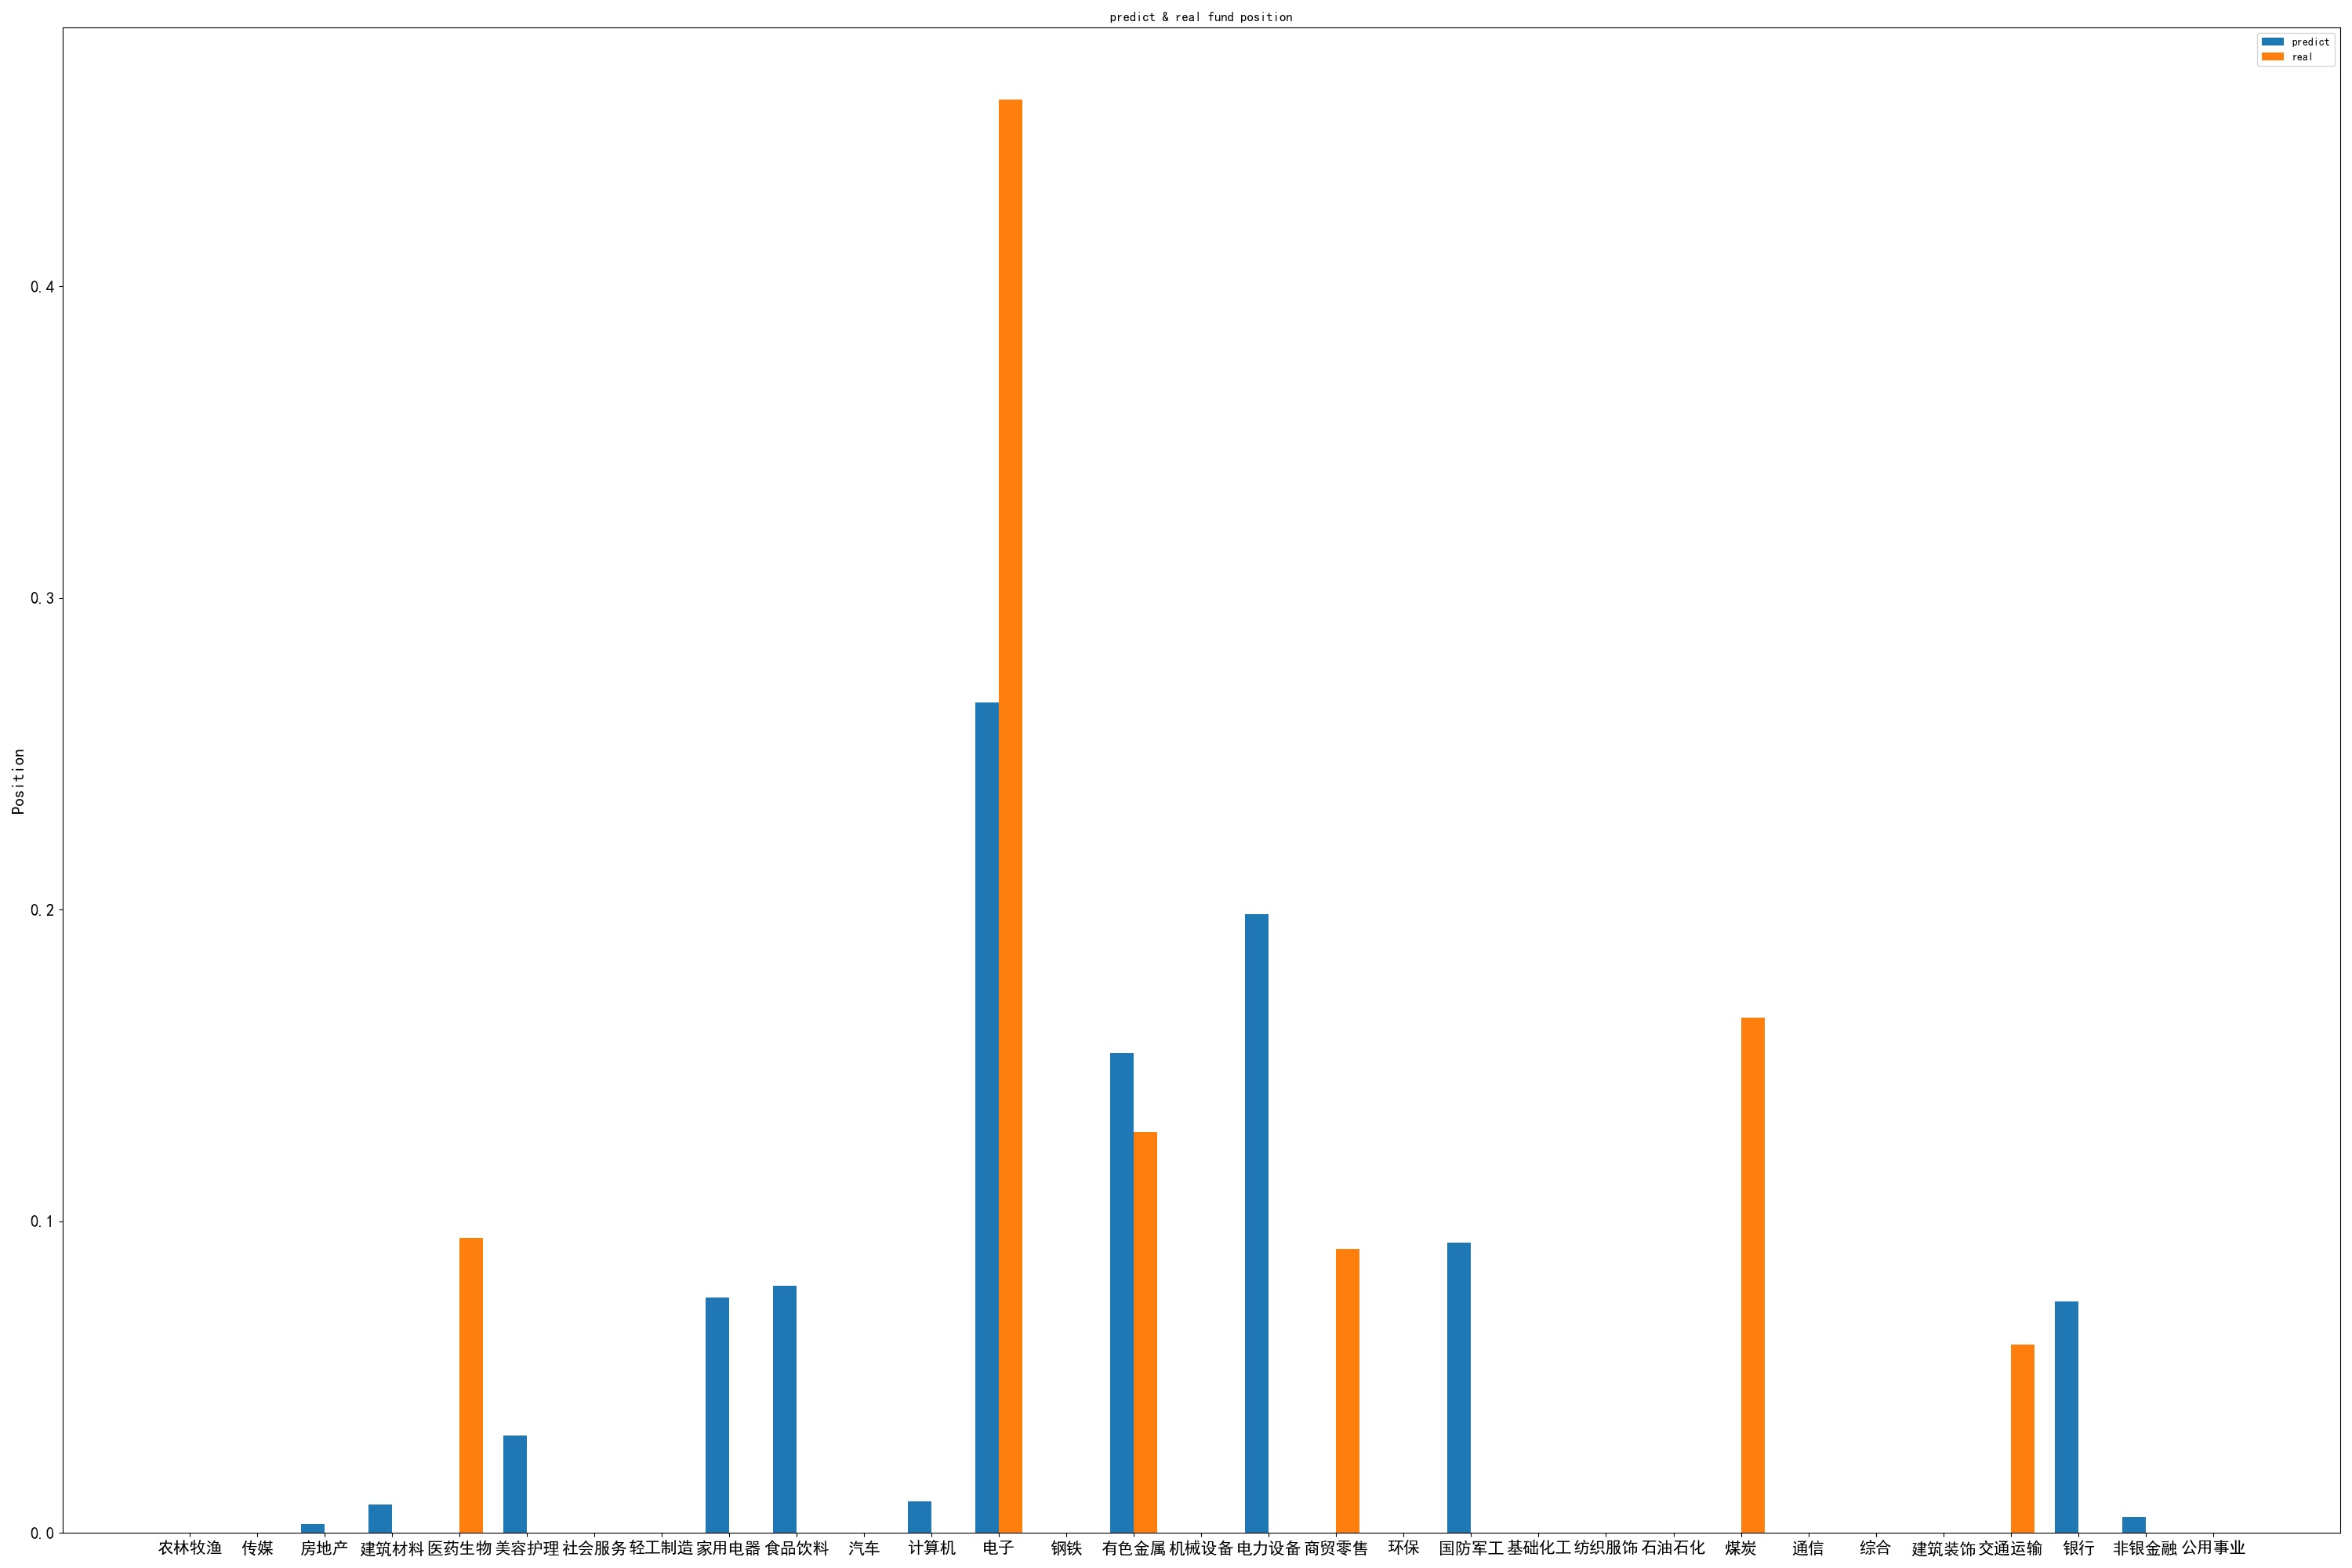 predict & real fund position
predict
real
Position
0.4
0.3
0.2
0.1
0.0
农林牧渔 传媒 房地产 建筑材料 医药生物 美容护理 社会服务 轻工制造 家用电器 食品饮料 汽车 计算机 电子 钢铁 有色金属 机械设备 电力设备 商贸零售 环保 国防军工 基础化工 纺织服饰 石油石化 煤炭 通信 综合 建筑装饰 交通运输 银行 非银金融 公用事业